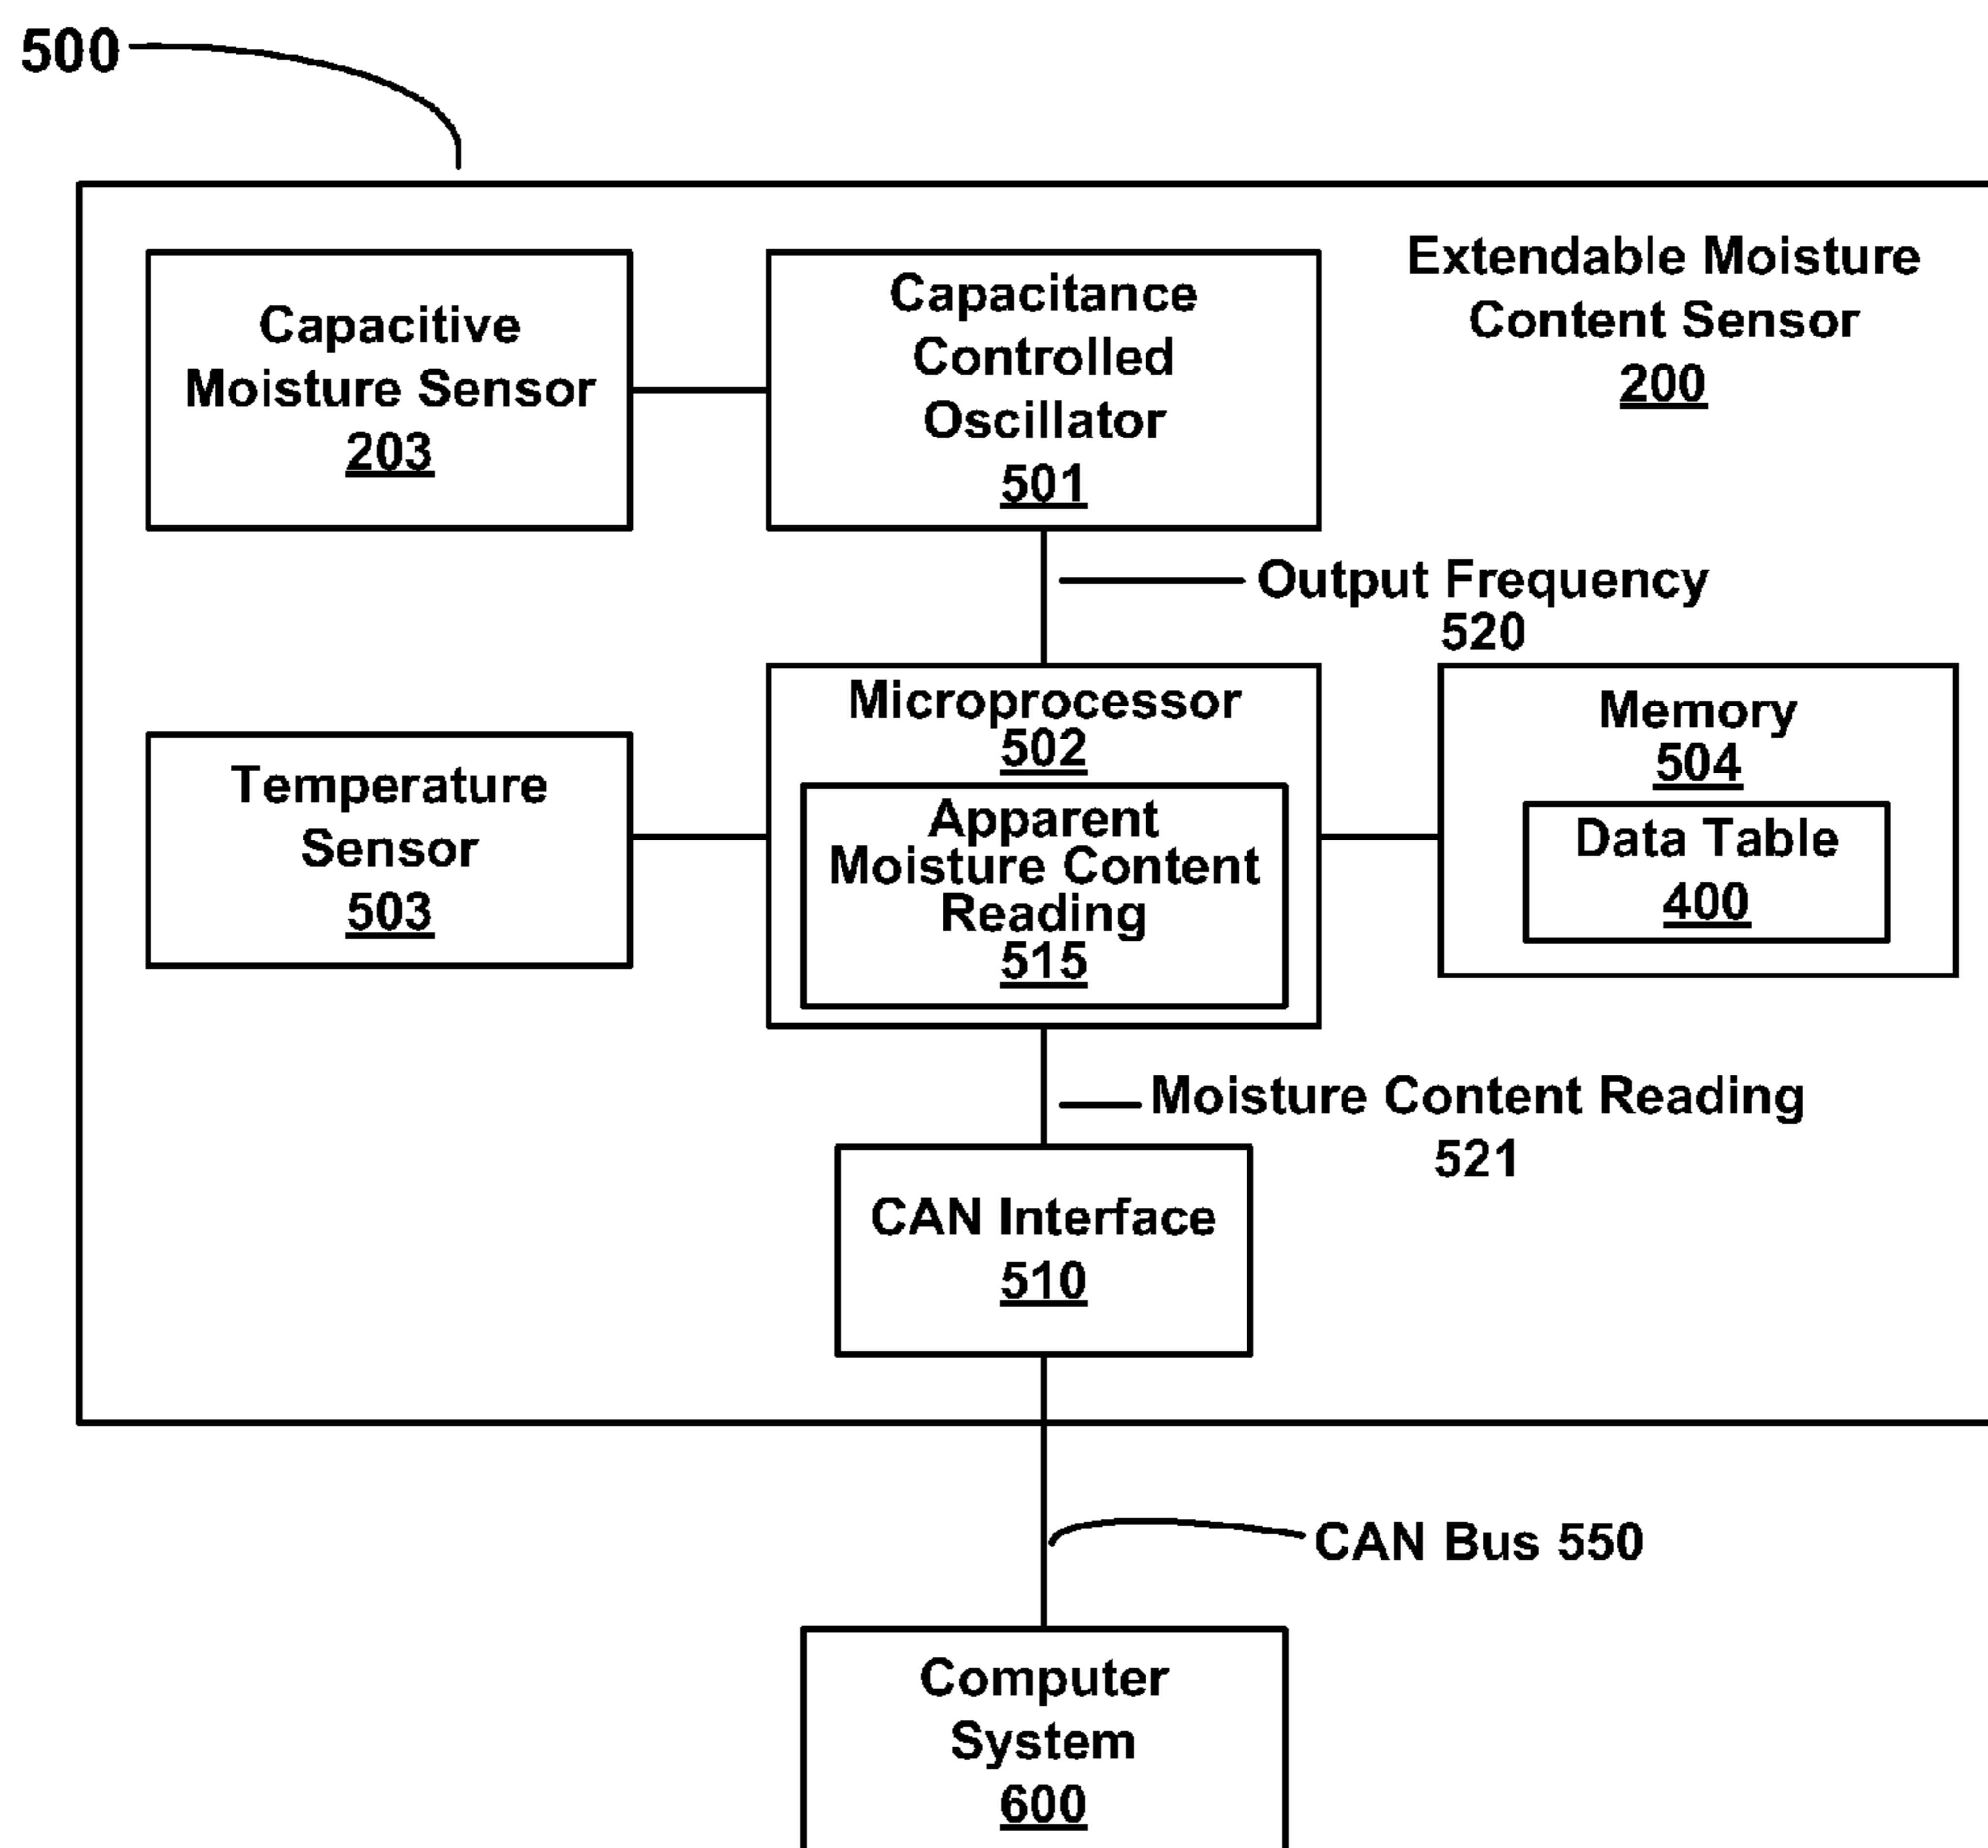 500
Capacitive
Moisture Sensor
203
Capacitance
Controlled
Oscillator
501
Extendable Moisture
Content Sensor
200
Output Frequency
520
Temperature
Sensor
503
Microprocessor
502
Apparent
Moisture Content
Reading
515
Memory
504
Data Table
400
Moisture Content Reading
521
CAN Interface
510
CAN Bus 550
Computer
System
600